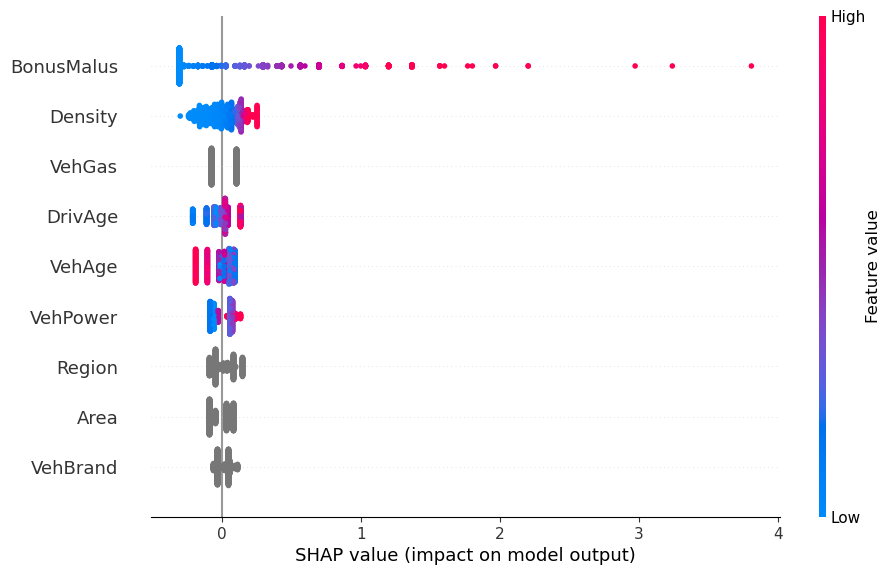 High
BonusMalus
Density
VehGas
DrivAge
VehAge
VehPower
Region
Area
VehBrand
Feature value
Low
0 1 2 3 4
SHAP value (impact on model output)